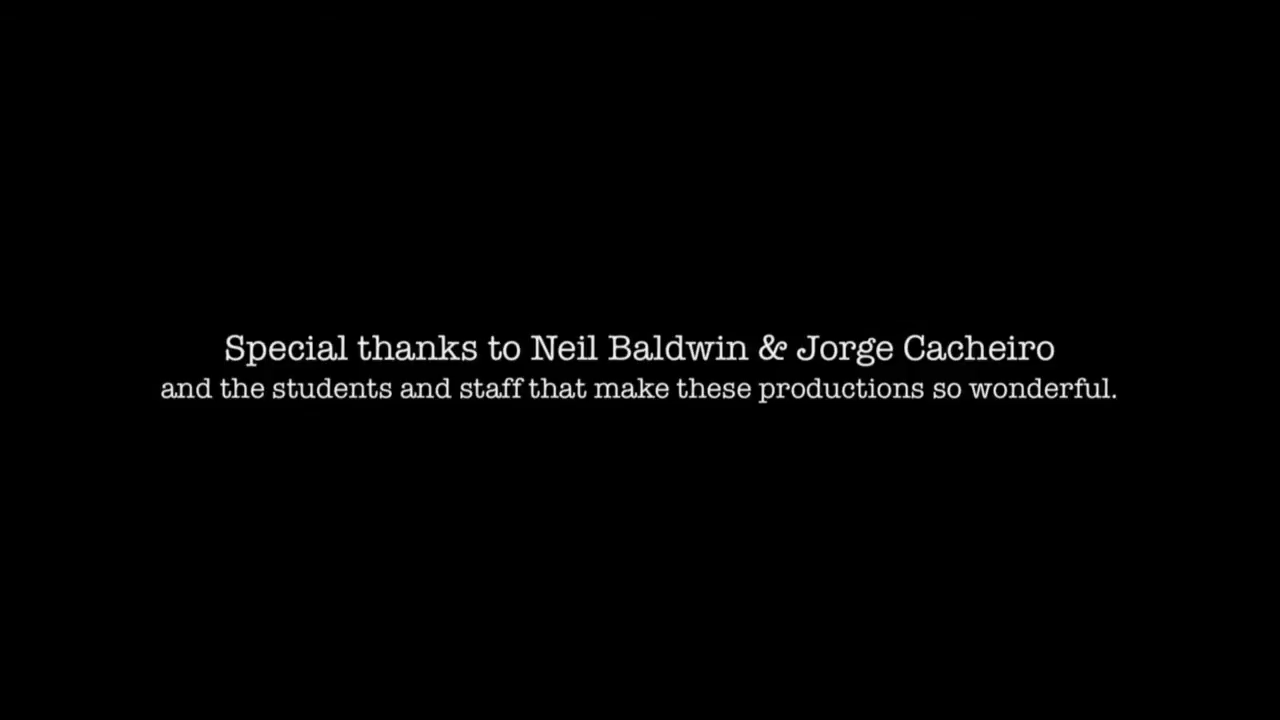 Special thanks to Neil Baldwin & Jorge Cacheiro
and the students and staff that make these productions so wonderful.